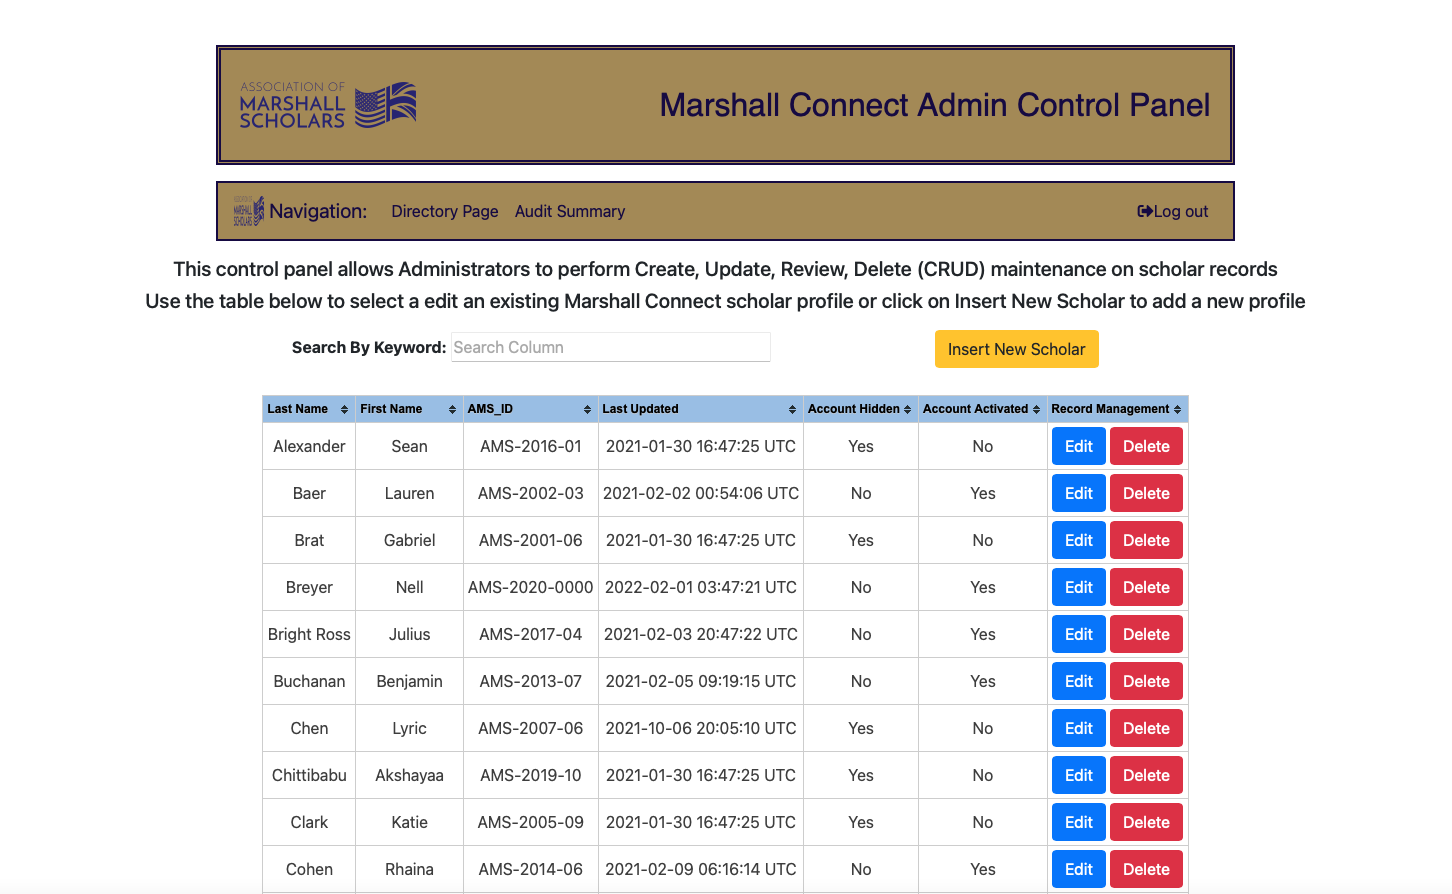 ASSOCIATION OF
MARSHALL
SCHOLARS
Marshall Connect Admin Control Panel
MARSHALL
SCHOLARS
Navigation: Directory Page Audit Summary Log out
This control panel allows Administrators to perform Create, Update, Review, Delete (CRUD) maintenance on scholar records
Use the table below to select a edit an existing Marshall Connect scholar profile or click on Insert New Scholar to add a new profile
Search By Keyword: Search Column Insert New Scholar
Last Name First Name AMS_ID Last Updated Account Hidden Account Activated Record Management
Alexander Sean AMS-2016-01 2021-01-30 16:47:25 UTC Yes No Edit Delete
Baer Lauren AMS-2002-03 2021-02-02 00:54:06 UTC No Yes Edit Delete
Brat Gabriel AMS-2001-06 2021-01-30 16:47:25 UTC Yes No Edit Delete
Breyer Nell AMS-2020-0000 2022-02-01 03:47:21 UTC No Yes Edit Delete
Bright Ross Julius AMS-2017-04 2021-02-03 20:47:22 UTC No Yes Edit Delete
Buchanan Benjamin AMS-2013-07 2021-02-05 09:19:15 UTC No Yes Edit Delete
Chen Lyric AMS-2007-06 2021-10-06 20:05:10 UTC Yes No Edit Delete
Chittibabu Akshayaa AMS-2019-10 2021-01-30 16:47:25 UTC Yes No Edit Delete
Clark Katie AMS-2005-09 2021-01-30 16:47:25 UTC Yes No Edit Delete
Cohen Rhaina AMS-2014-06 2021-02-09 06:16:14 UTC No Yes Edit Delete